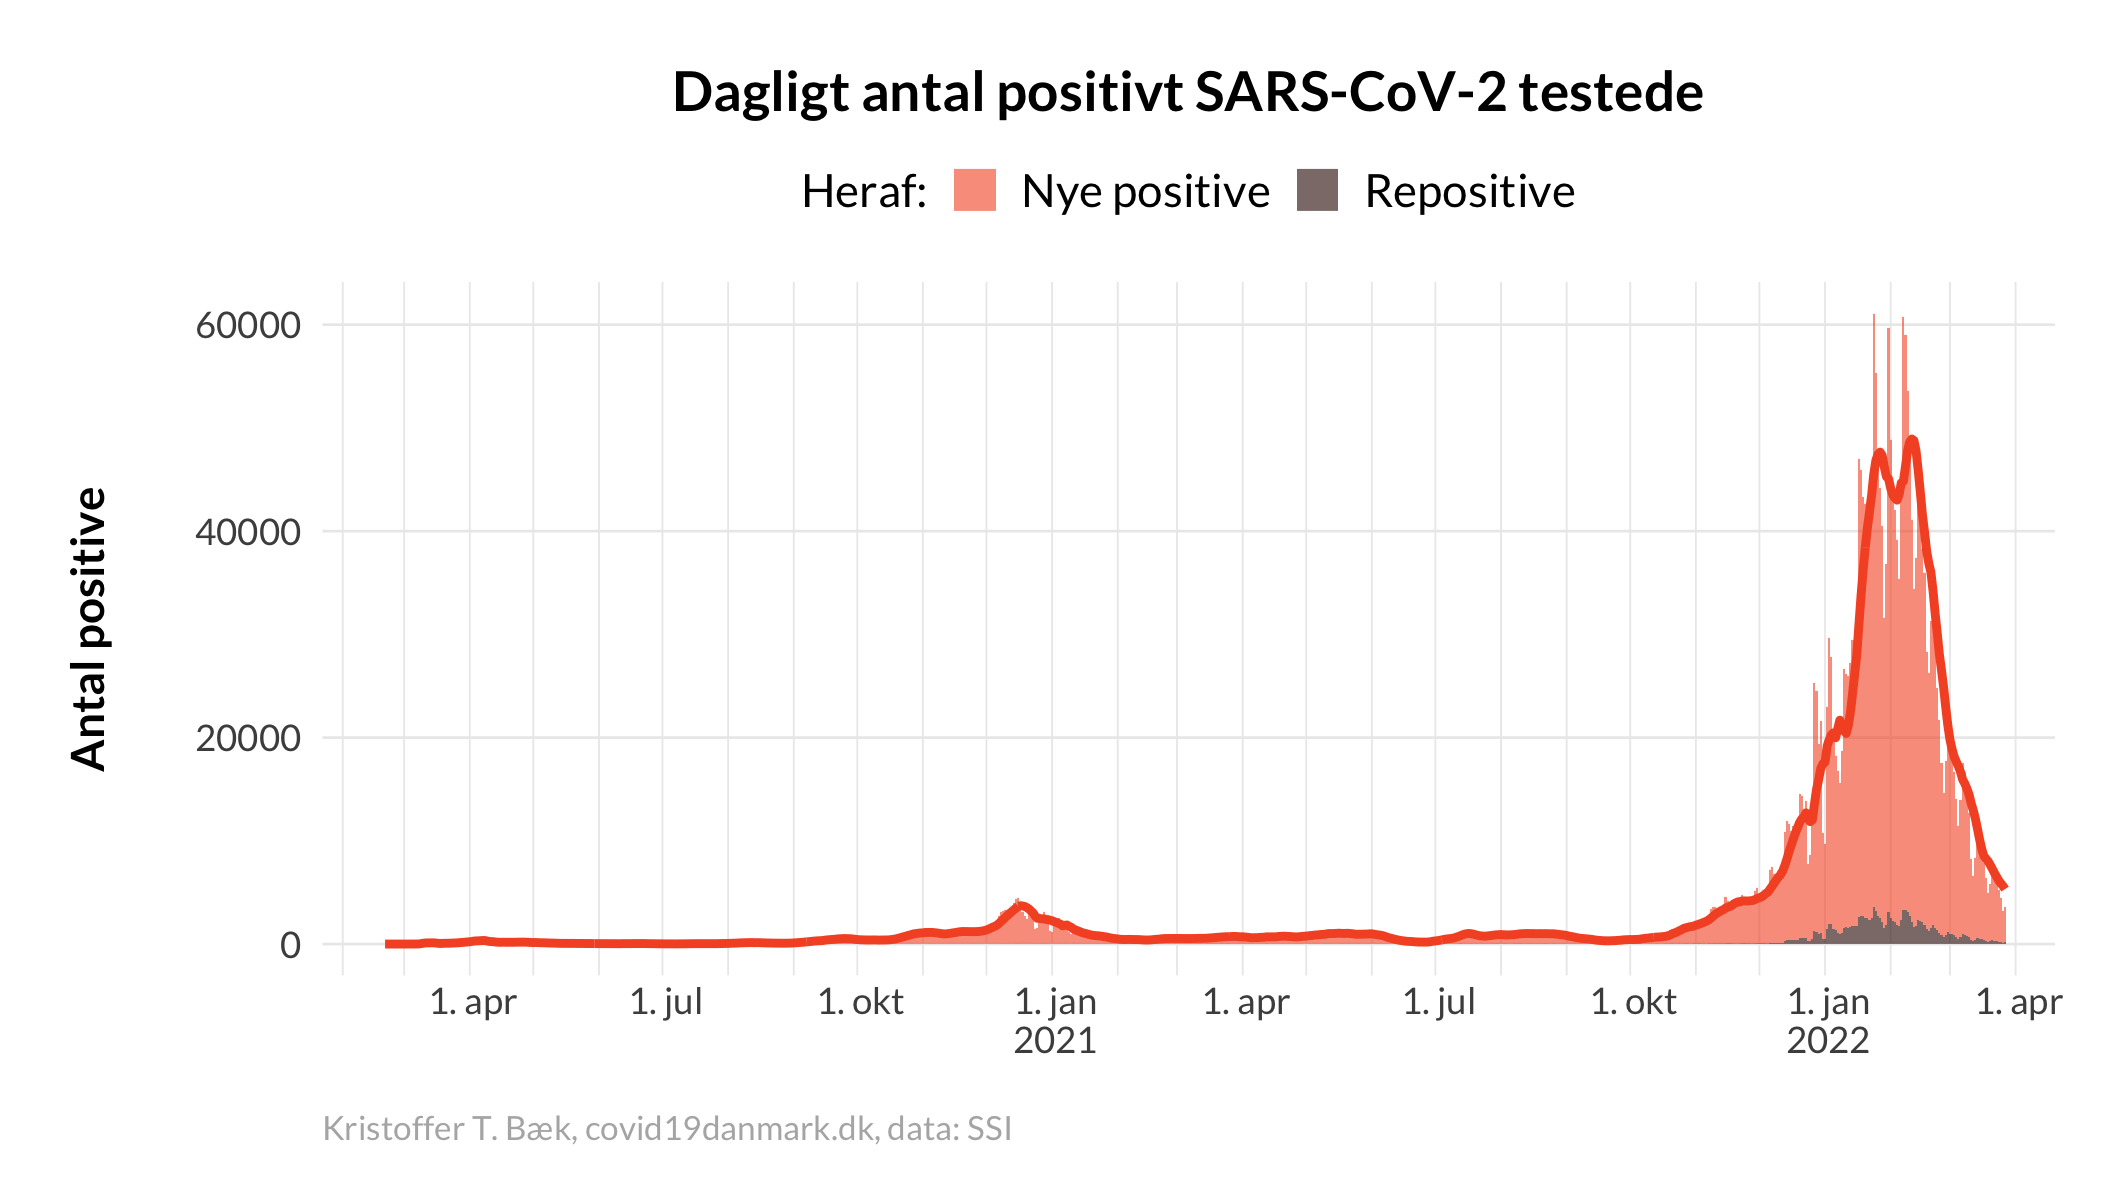 Dagligt antal positivt SARS-CoV-2 testede
Heraf: Nye positive Repositive
Antal positive
60000
40000
20000
0
1. apr 1. jul 1. okt 1. jan 1. apr 1. jul 1. okt 1. jan 1. apr
2021 2022
Kristoffer T. Bæk, covid19danmark.dk, data: SSI